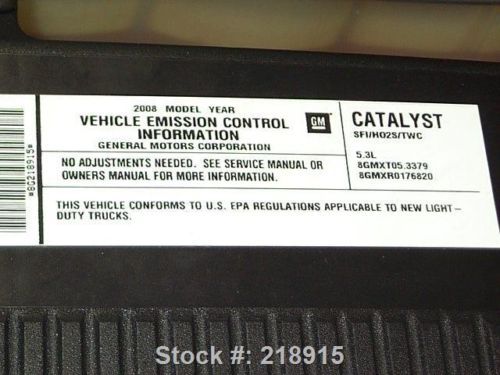 *8G218915*
2008 MODEL YEAR
VEHICLE EMISSION CONTROL
INFORMATION
GENERAL MOTORS CORPORATION
GM
CATALYST
SFI/HO2S/TWC
NO ADJUSTMENTS NEEDED. SEE SERVICE MANUAL OR
OWNERS MANUAL FOR MORE INFORMATION.
5.3L
8GMXT05.3379
8GMXR0176820
THIS VEHICLE CONFORMS TO U.S. EPA REGULATIONS APPLICABLE TO NEW LIGHT-
DUTY TRUCKS.
Stock #: 218915